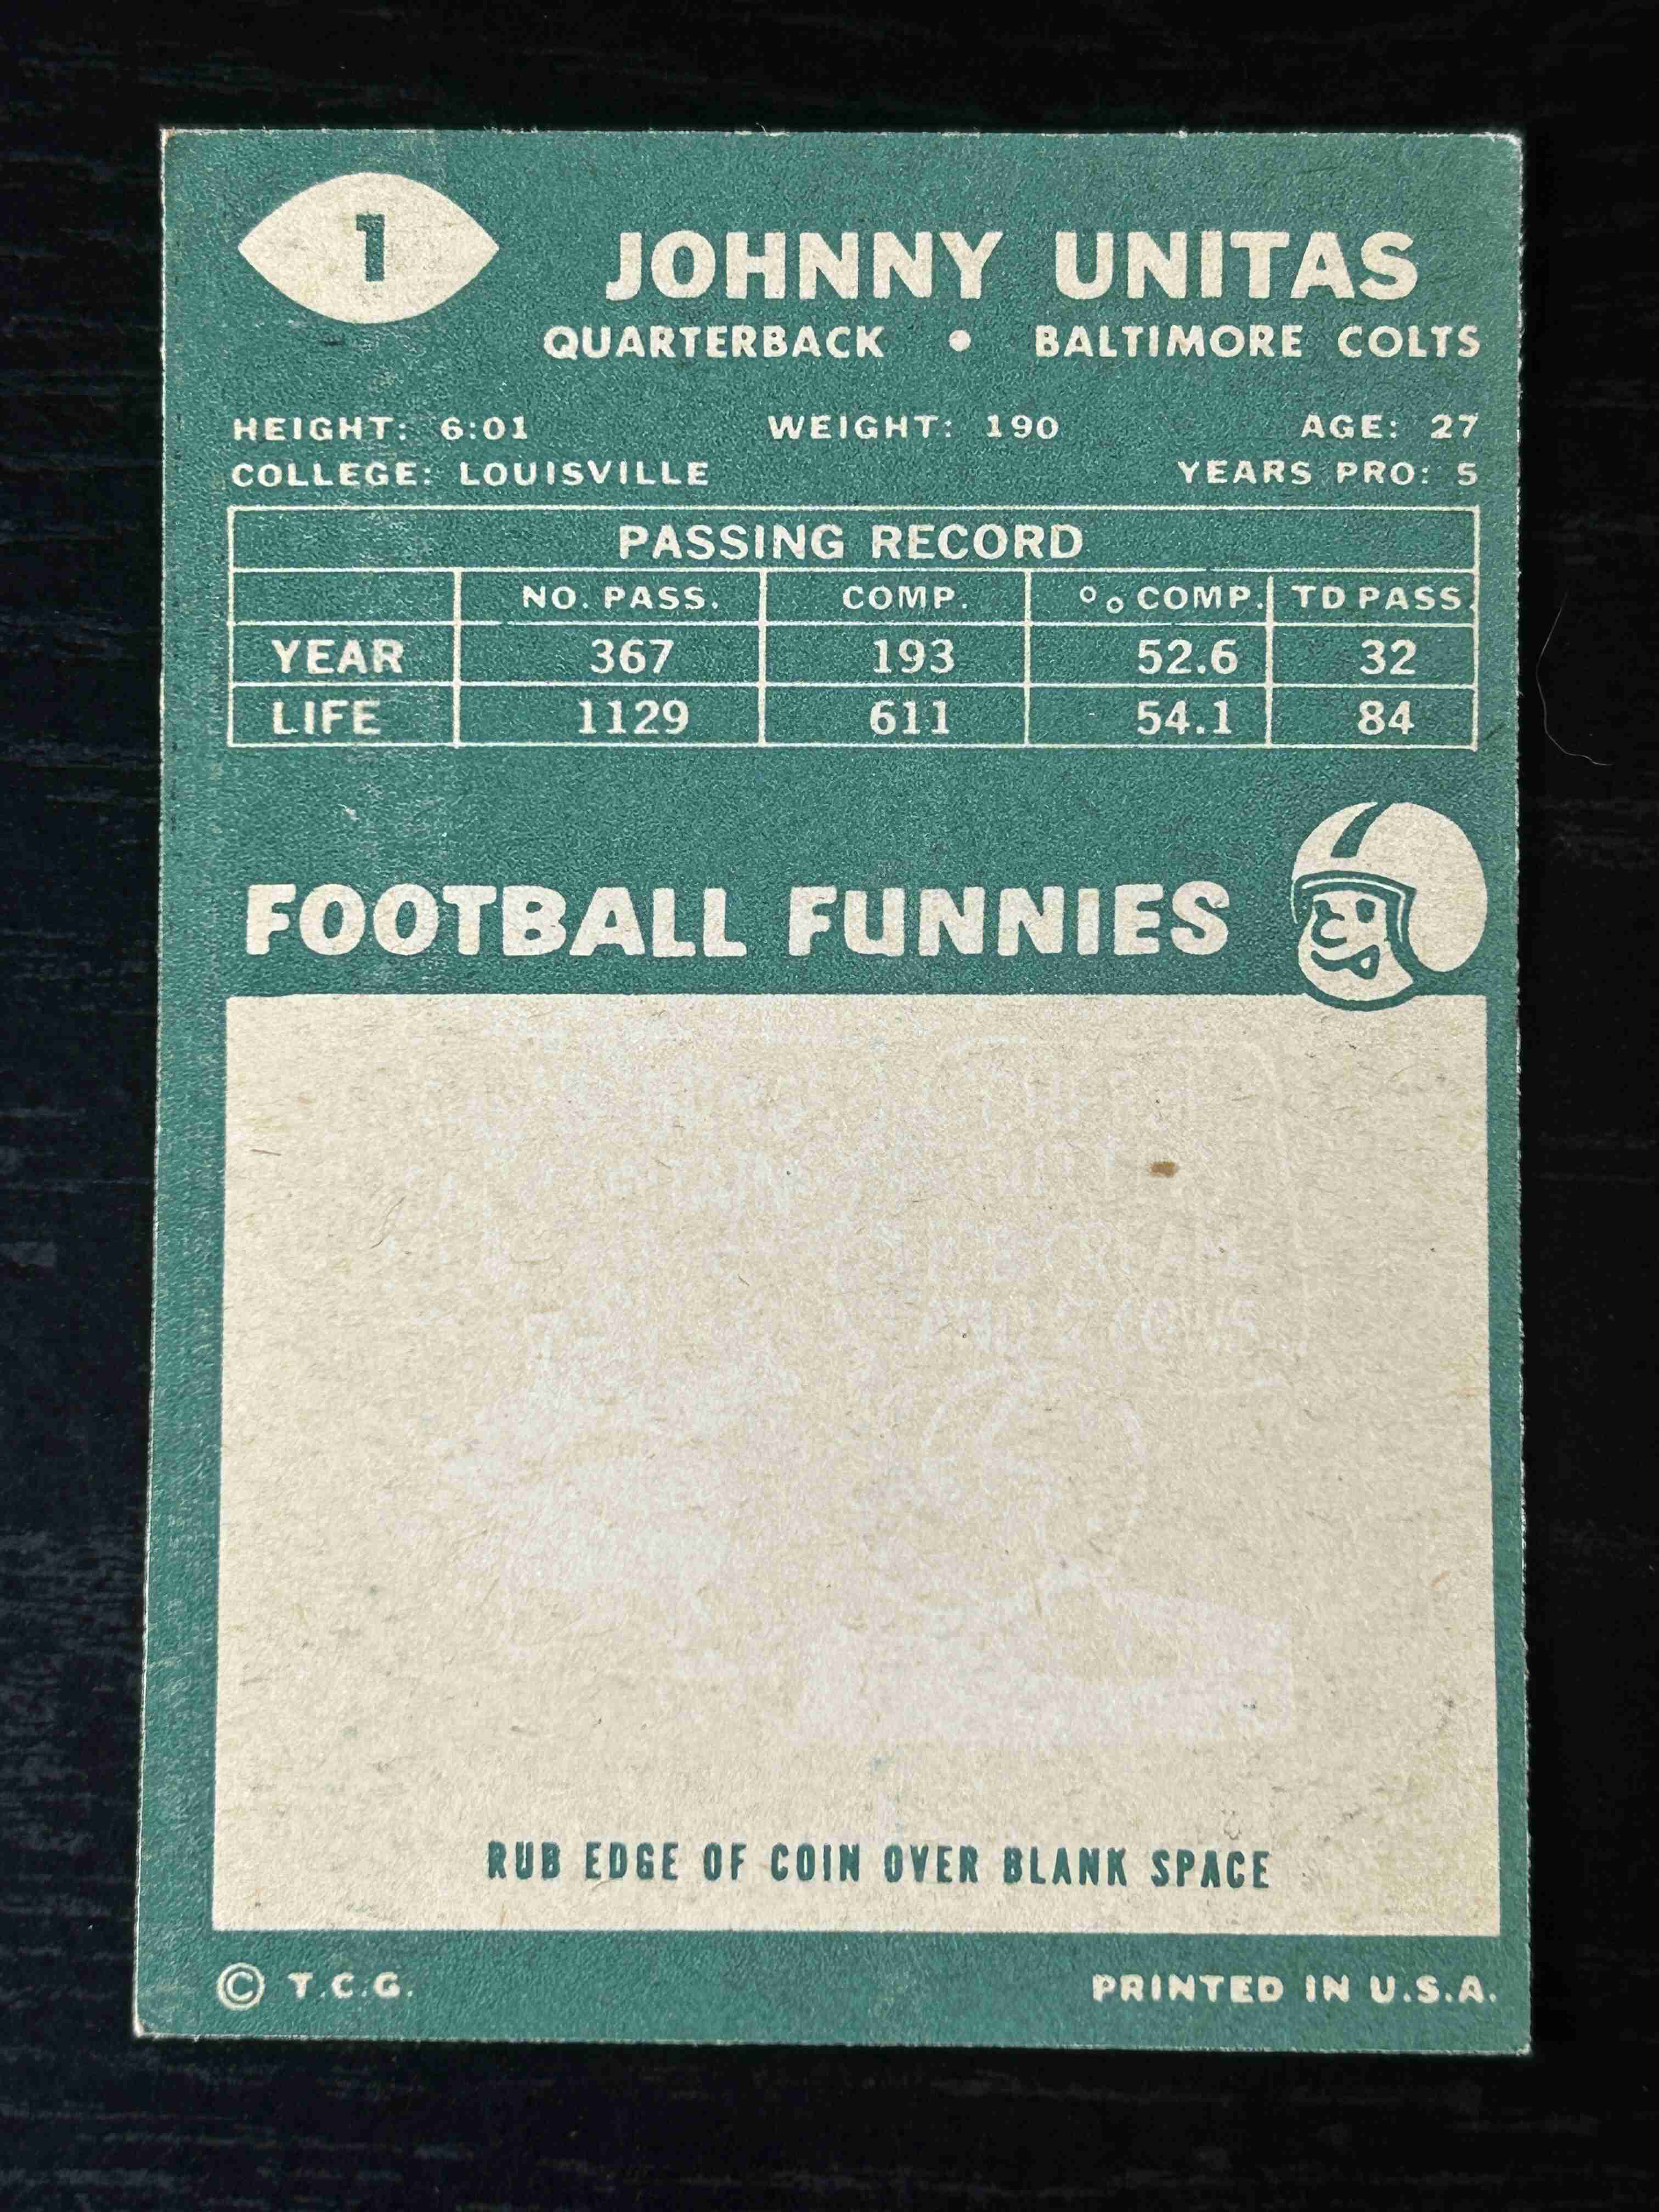 1
JOHNNY UNITAS
QUARTERBACK • BALTIMORE COLTS
HEIGHT: 6:01 WEIGHT: 190 AGE: 27
COLLEGE: LOUISVILLE YEARS PRO: 5
PASSING RECORD
NO. PASS. COMP. % COMP. TD PASS.
YEAR 367 193 52.6 32
LIFE 1129 611 54.1 84
FOOTBALL FUNNIES
RUB EDGE OF COIN OVER BLANK SPACE
© T.C.G. PRINTED IN U.S.A.